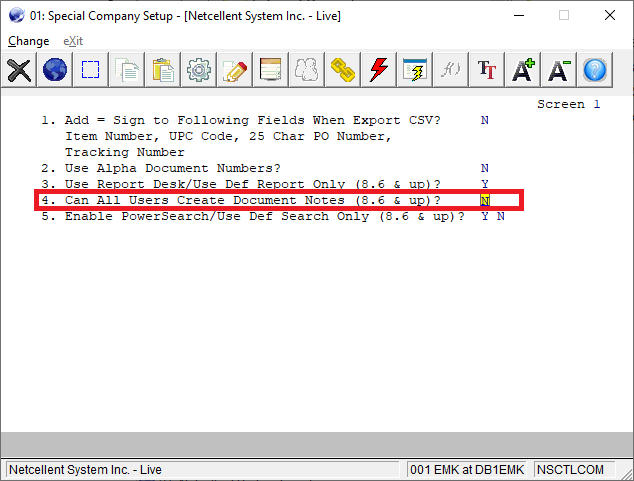 01: Special Company Setup - [Netcellent System Inc. - Live]
Change eXit
f() TT A+ A- ?
Screen 1
1. Add = Sign to Following Fields When Export CSV? N
Item Number, UPC Code, 25 Char PO Number,
Tracking Number
2. Use Alpha Document Numbers? N
3. Use Report Desk/Use Def Report Only (8.6 & up)? Y
4. Can All Users Create Document Notes (8.6 & up)? N
5. Enable PowerSearch/Use Def Search Only (8.6 & up)? Y N
Netcellent System Inc. - Live 001 EMK at DB1EMK NSCTLCOM